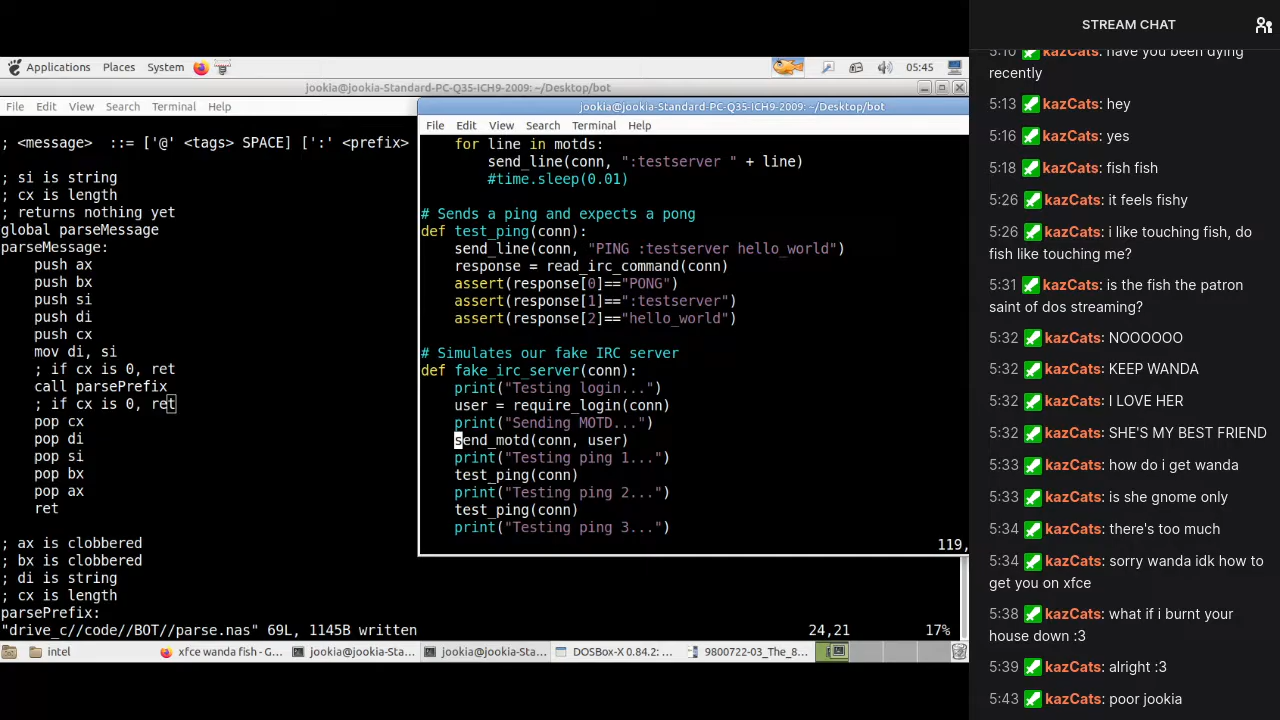 STREAM CHAT
5:10 kazCats: have you been dying
recently
5:13 kazCats: hey
5:16 kazCats: yes
5:18 kazCats: fish fish
5:26 kazCats: it feels fishy
5:26 kazCats: i like touching fish, do
fish like touching me?
5:31 kazCats: is the fish the patron
saint of dos streaming?
5:32 kazCats: NOOOOOO
5:32 kazCats: KEEP WANDA
5:32 kazCats: I LOVE HER
5:32 kazCats: SHE'S MY BEST FRIEND
5:33 kazCats: how do i get wanda
5:33 kazCats: is she gnome only
5:34 kazCats: there's too much
5:34 kazCats: sorry wanda idk how to
get you on xfce
5:38 kazCats: what if i burnt your
house down :3
5:39 kazCats: alright :3
5:43 kazCats: poor jookia
Applications Places System 05:45
jookia@jookia-Standard-PC-Q35-ICH9-2009: ~/Desktop/bot
File Edit View Search Terminal Help
; <message>  ::= ['@' <tags> SPACE] [':' <prefix>
; si is string
; cx is length
; returns nothing yet
global parseMessage
parseMessage:
    push ax
    push bx
    push si
    push di
    push cx
    mov di, si
    ; if cx is 0, ret
    call parsePrefix
    ; if cx is 0, ret
    pop cx
    pop di
    pop si
    pop bx
    pop ax
    ret
; ax is clobbered
; bx is clobbered
; di is string
; cx is length
parsePrefix:
"drive_c//code//BOT//parse.nas" 69L, 1145B written 24,21 17%
jookia@jookia-Standard-PC-Q35-ICH9-2009: ~/Desktop/bot
File Edit View Search Terminal Help
    for line in motds:
        send_line(conn, ":testserver " + line)
        #time.sleep(0.01)
# Sends a ping and expects a pong
def test_ping(conn):
    send_line(conn, "PING :testserver hello_world")
    response = read_irc_command(conn)
    assert(response[0]=="PONG")
    assert(response[1]==":testserver")
    assert(response[2]=="hello_world")
# Simulates our fake IRC server
def fake_irc_server(conn):
    print("Testing login...")
    user = require_login(conn)
    print("Sending MOTD...")
    send_motd(conn, user)
    print("Testing ping 1...")
    test_ping(conn)
    print("Testing ping 2...")
    test_ping(conn)
    print("Testing ping 3...")
119,
intel xfce wanda fish - G... jookia@jookia-Sta... jookia@jookia-Sta... DOSBox-X 0.84.2: ... 9800722-03_The_8...